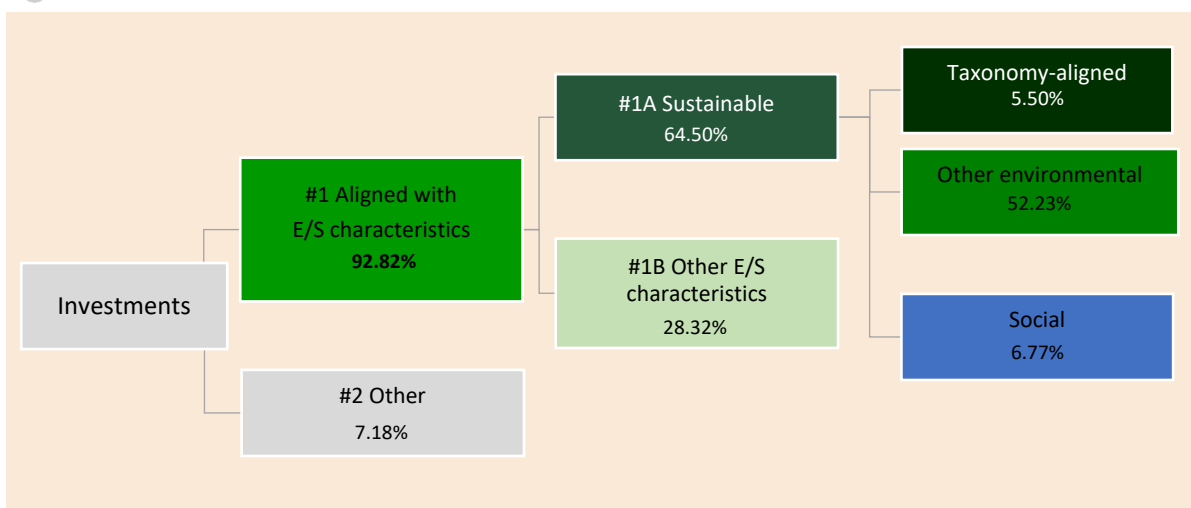 Investments
#1 Aligned with
E/S characteristics
92.82%
#2 Other
7.18%
#1A Sustainable
64.50%
#1B Other E/S
characteristics
28.32%
Taxonomy-aligned
5.50%
Other environmental
52.23%
Social
6.77%